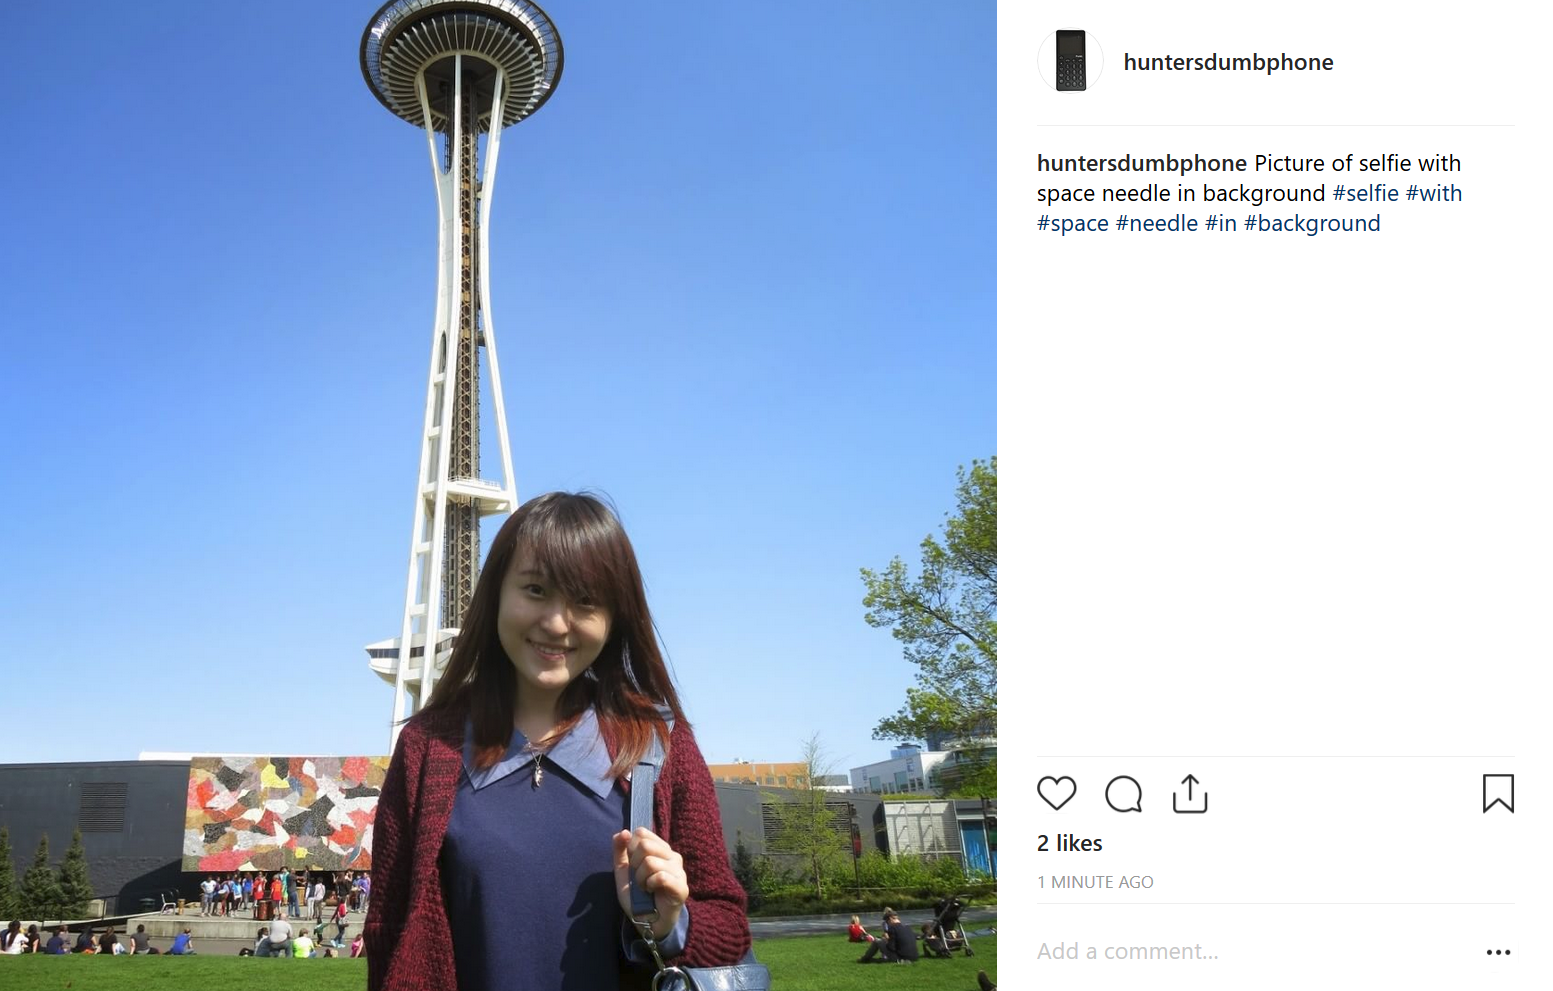 huntersdumbphone
huntersdumbphone Picture of selfie with
space needle in background #selfie #with
#space #needle #in #background
2 likes
1 MINUTE AGO
Add a comment...